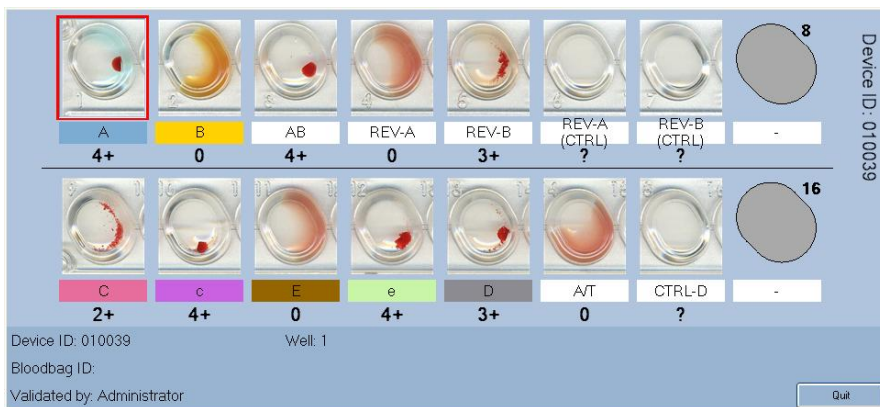 8
A B AB REV-A REV-B REV-A (CTRL) REV-B (CTRL) -
4+ 0 4+ 0 3+ ? ?
16
C c E e D A/T CTRL-D -
2+ 4+ 0 4+ 3+ 0 ?
Device ID: 010039
Device ID: 010039 Well: 1
Bloodbag ID:
Validated by: Administrator
Quit